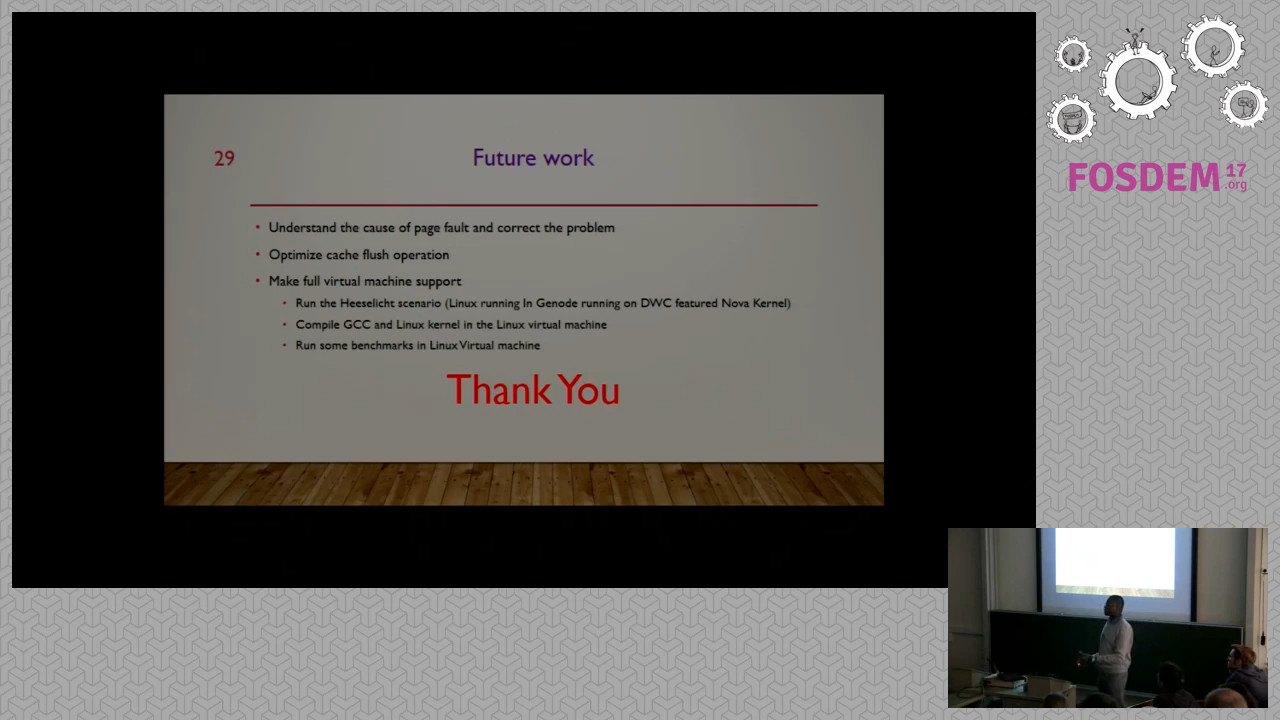 29
Future work
• Understand the cause of page fault and correct the problem
• Optimize cache flush operation
• Make full virtual machine support
• Run the Heeselicht scenario (Linux running In Genode running on DWC featured Nova Kernel)
• Compile GCC and Linux kernel in the Linux virtual machine
• Run some benchmarks in Linux Virtual machine
Thank You
FOSDEM 17 .org